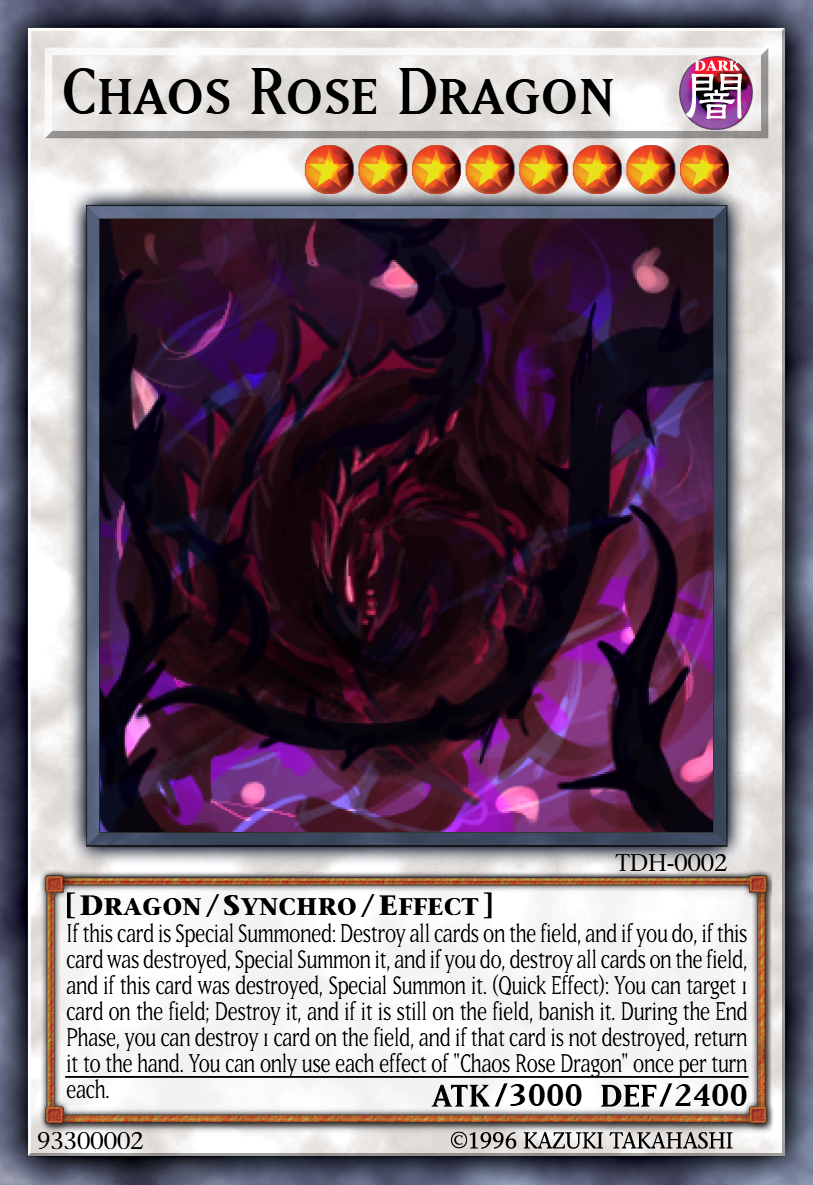 Chaos Rose Dragon
DARK
闇
TDH-0002
[ Dragon / Synchro / Effect ]
If this card is Special Summoned: Destroy all cards on the field, and if you do, if this
card was destroyed, Special Summon it, and if you do, destroy all cards on the field,
and if this card was destroyed, Special Summon it. (Quick Effect): You can target 1
card on the field; Destroy it, and if it is still on the field, banish it. During the End
Phase, you can destroy 1 card on the field, and if that card is not destroyed, return
it to the hand. You can only use each effect of "Chaos Rose Dragon" once per turn
each.
ATK/3000 DEF/2400
93300002
©1996 KAZUKI TAKAHASHI